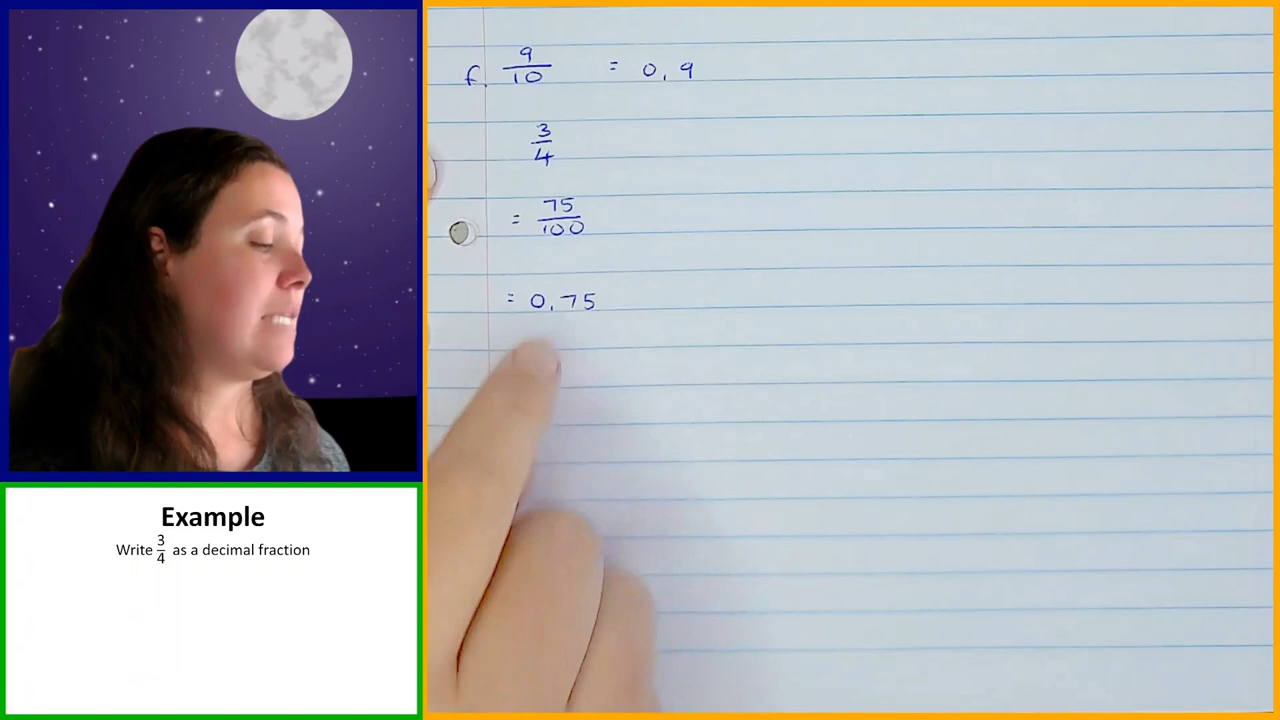 Example
Write 3/4 as a decimal fraction
f. 9/10 = 0,9
3/4
= 75/100
= 0,75